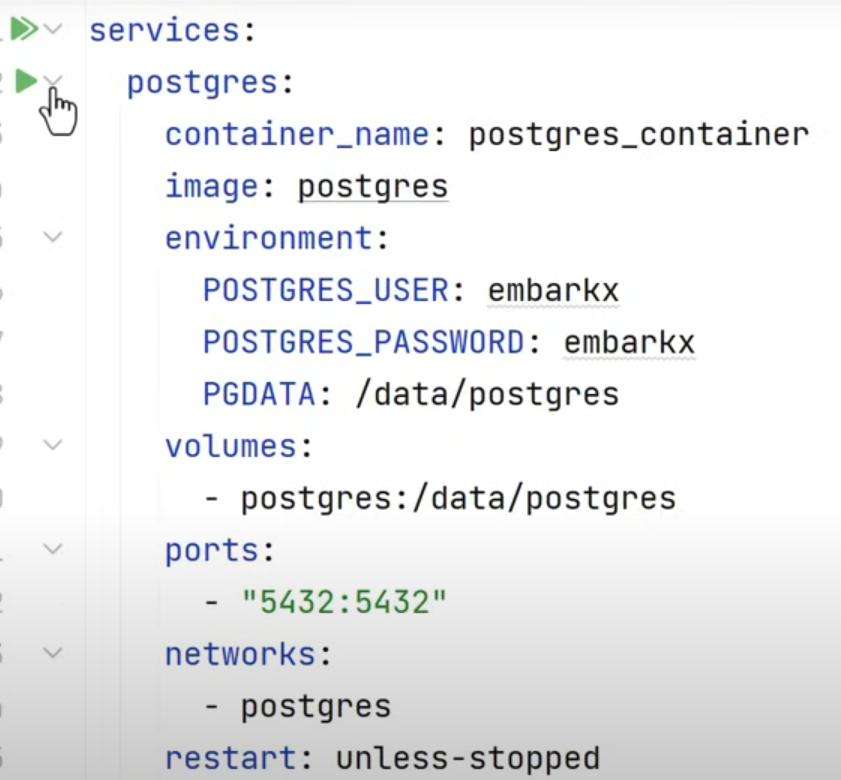 services:
postgres:
container_name: postgres_container
image: postgres
environment:
POSTGRES_USER: embarkx
POSTGRES_PASSWORD: embarkx
PGDATA: /data/postgres
volumes:
- postgres:/data/postgres
ports:
- "5432:5432"
networks:
- postgres
restart: unless-stopped